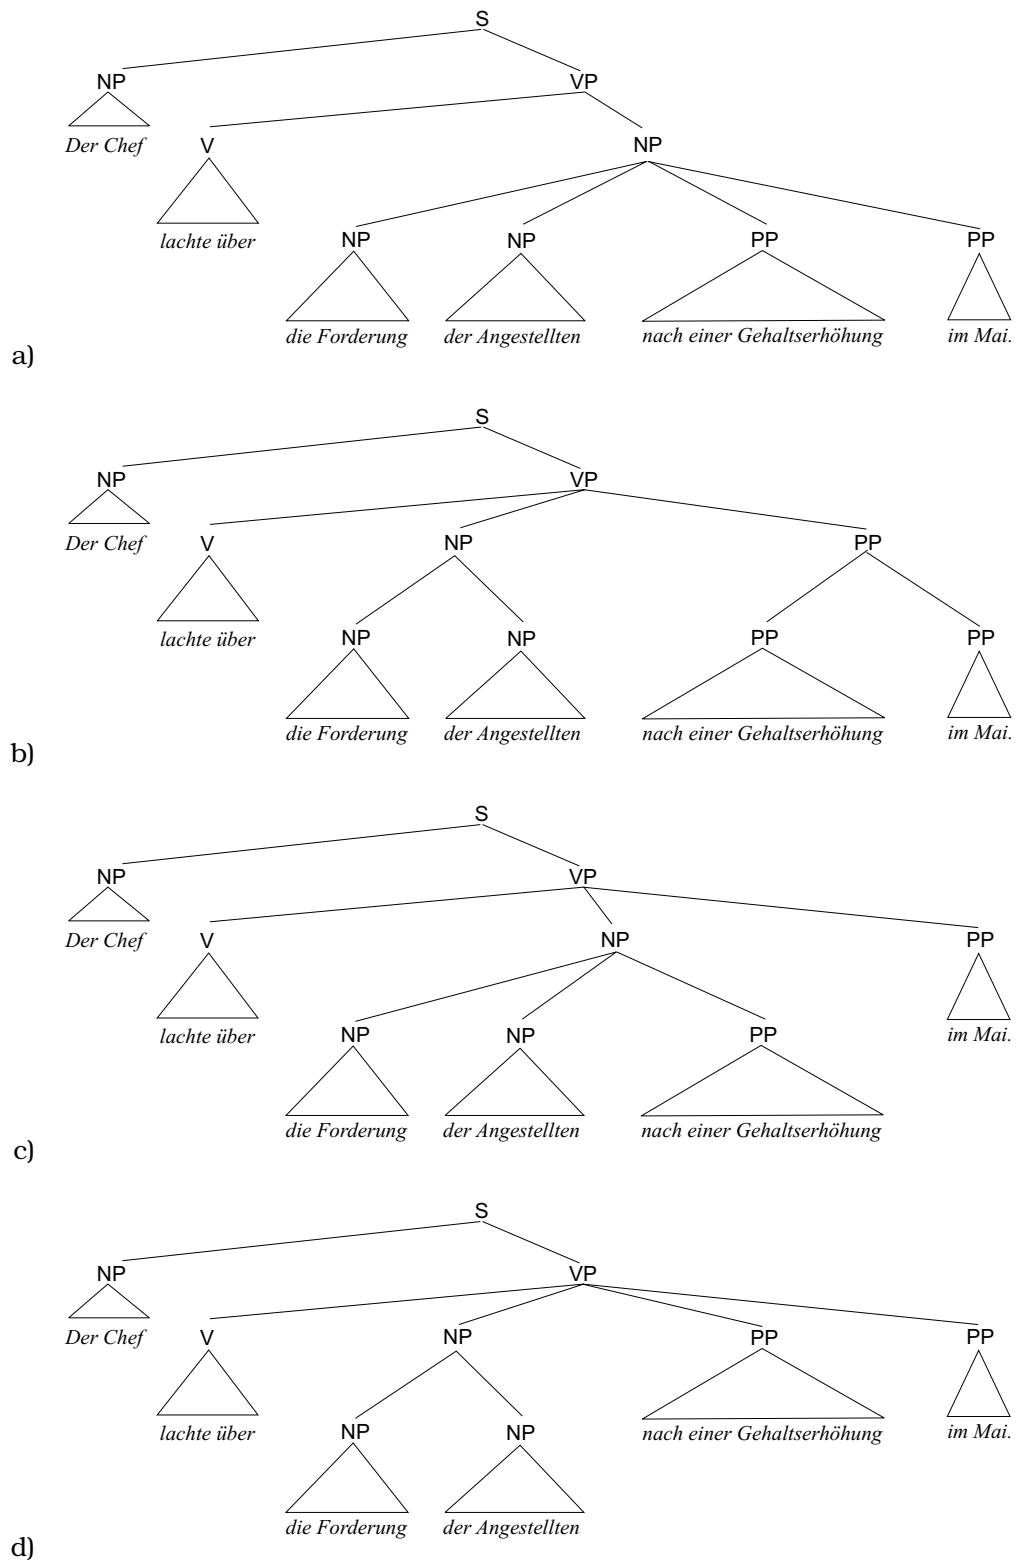 S
NP VP
Der Chef V NP
lachte über NP NP PP PP
die Forderung der Angestellten nach einer Gehaltserhöhung im Mai.
a)
S
NP VP
Der Chef V NP PP
lachte über NP NP PP PP
die Forderung der Angestellten nach einer Gehaltserhöhung im Mai.
b)
S
NP VP
Der Chef V NP PP
lachte über NP NP PP im Mai.
die Forderung der Angestellten nach einer Gehaltserhöhung
c)
S
NP VP
Der Chef V NP PP PP
lachte über NP NP nach einer Gehaltserhöhung im Mai.
die Forderung der Angestellten
d)